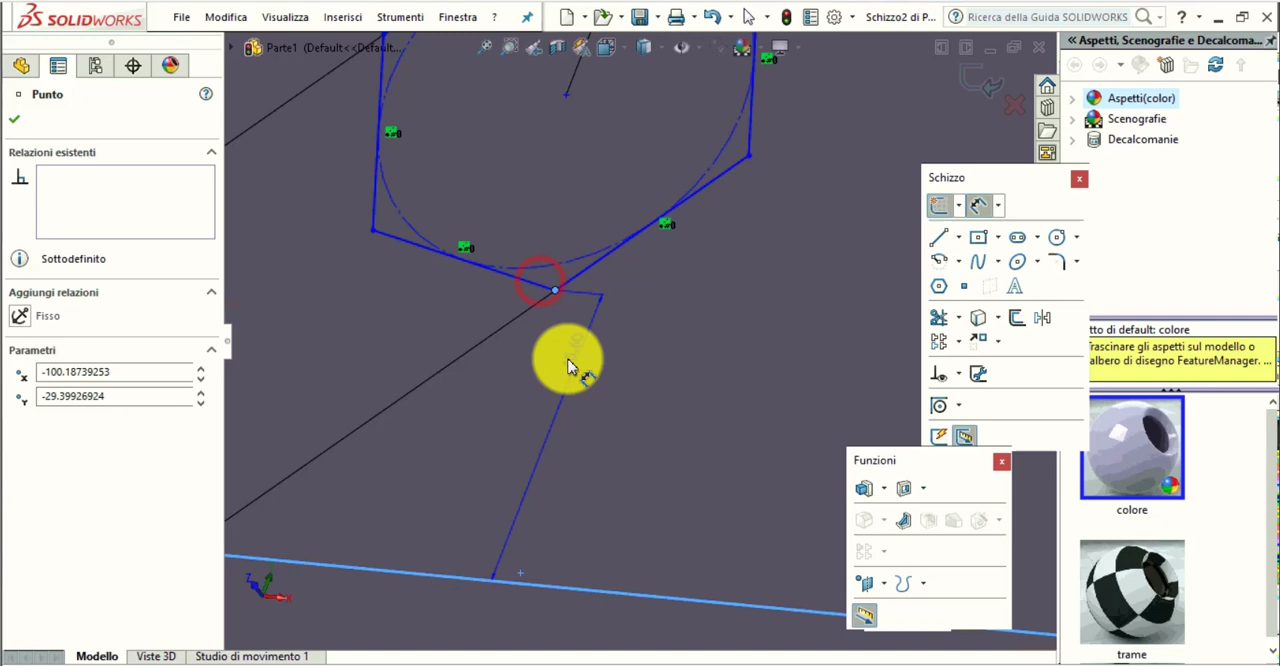 SOLIDWORKS
File
Modifica
Visualizza
Inserisci
Strumenti
Finestra
?
Schizzo2 di P...
Ricerca della Guida SOLIDWORKS
?
Parte1 (Default<<Default...
Aspetti, Scenografie e Decalcoma...
Punto
Aspetti(color)
Scenografie
Decalcomanie
Relazioni esistenti
Schizzo
x
Sottodefinito
Aggiungi relazioni
Fisso
Parametri
-100.18739253
-29.39926924
tto di default: colore
Trascinare gli aspetti sul modello o
albero di disegno FeatureManager. ...
Funzioni
x
colore
trame
Modello
Viste 3D
Studio di movimento 1